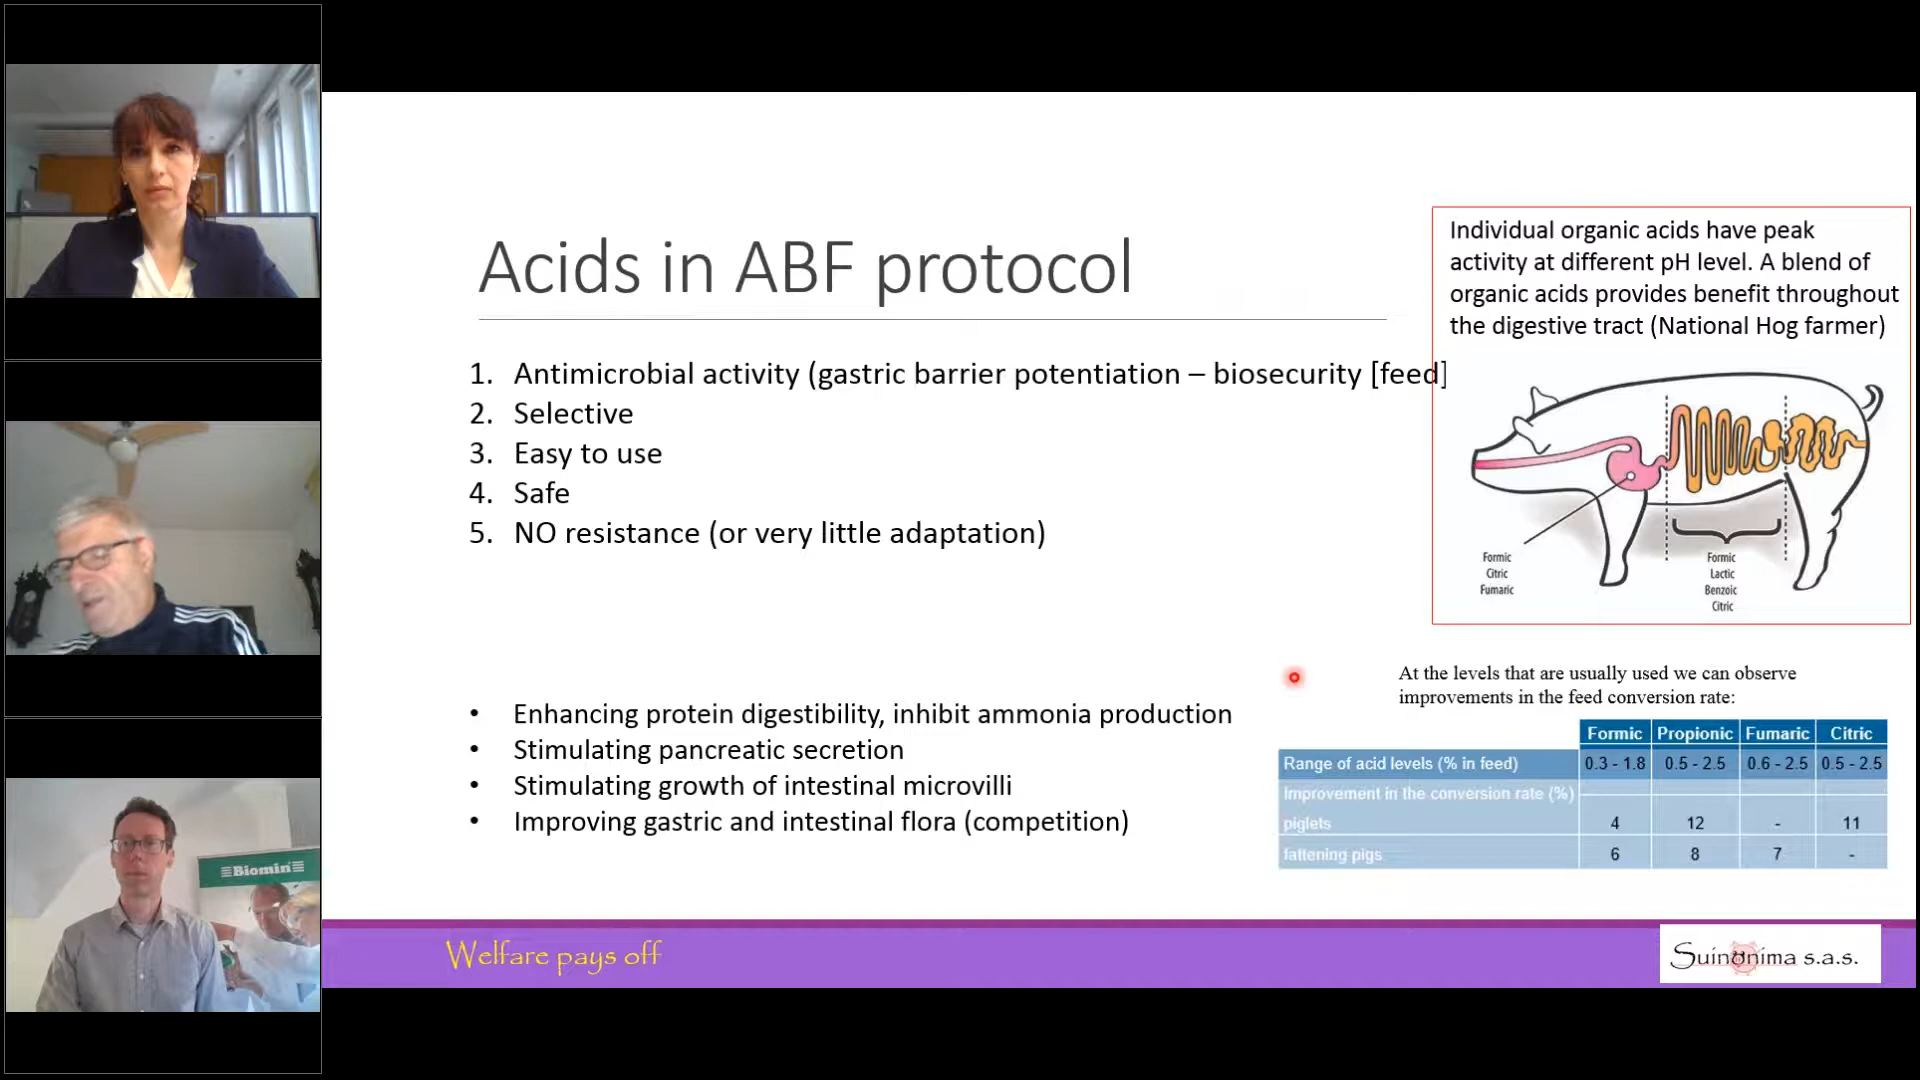 Acids in ABF protocol
1. Antimicrobial activity (gastric barrier potentiation – biosecurity [feed]
2. Selective
3. Easy to use
4. Safe
5. NO resistance (or very little adaptation)
• Enhancing protein digestibility, inhibit ammonia production
• Stimulating pancreatic secretion
• Stimulating growth of intestinal microvilli
• Improving gastric and intestinal flora (competition)
Individual organic acids have peak
activity at different pH level. A blend of
organic acids provides benefit throughout
the digestive tract (National Hog farmer)
Formic
Citric
Fumaric
Formic
Lactic
Benzoic
Citric
At the levels that are usually used we can observe
improvements in the feed conversion rate:
Formic Propionic Fumaric Citric
Range of acid levels (% in feed) 0.3 - 1.8 0.5 - 2.5 0.6 - 2.5 0.5 - 2.5
Improvement in the conversion rate (%)
piglets 4 12 - 11
fattening pigs 6 8 7 -
Welfare pays off
Suinanima s.a.s.
Biomin